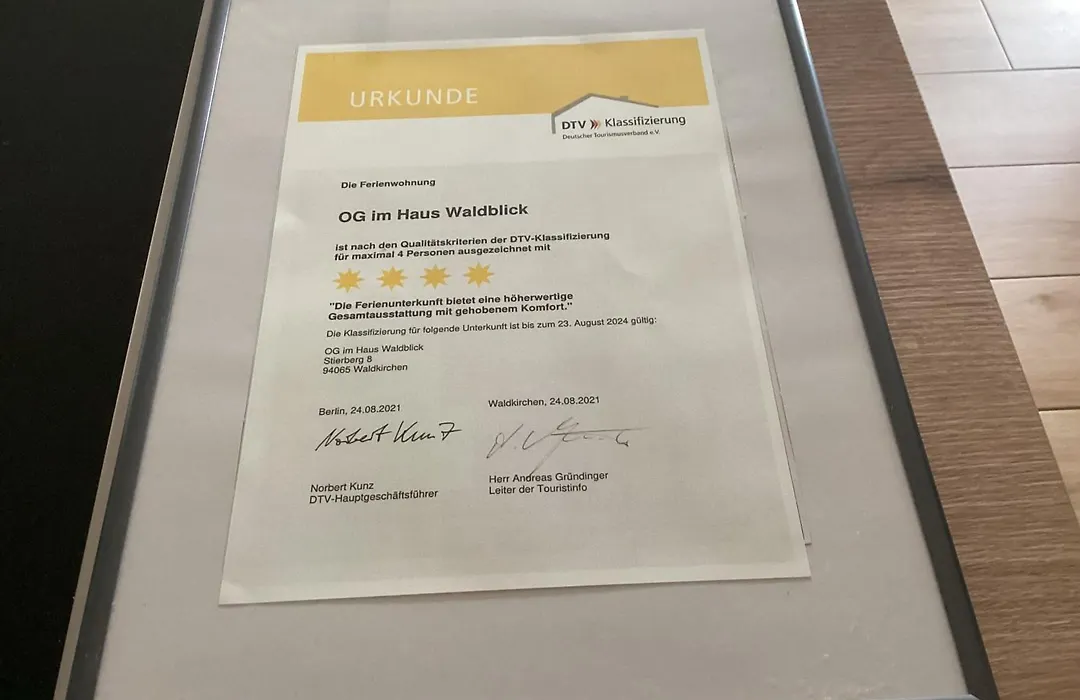 URKUNDE
DTV Klassifizierung
Deutscher Tourismusverband e.V.
Die Ferienwohnung
OG im Haus Waldblick
ist nach den Qualitätskriterien der DTV-Klassifizierung
für maximal 4 Personen ausgezeichnet mit
"Die Ferienunterkunft bietet eine höherwertige
Gesamtausstattung mit gehobenem Komfort."
Die Klassifizierung für folgende Unterkunft ist bis zum 23. August 2024 gültig:
OG im Haus Waldblick
Stierberg 8
94065 Waldkirchen
Berlin, 24.08.2021
Norbert Kunz
Norbert Kunz
DTV-Hauptgeschäftsführer
Waldkirchen, 24.08.2021
Herr Andreas Gründinger
Leiter der Touristinfo